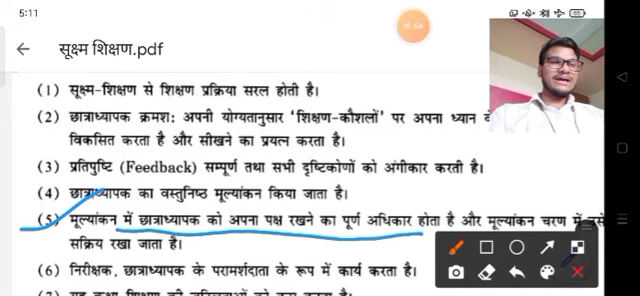 5:11
सूक्ष्म शिक्षण.pdf
(1) सूक्ष्म-शिक्षण से शिक्षण प्रक्रिया सरल होती है।
(2) छात्राध्यापक क्रमश: अपनी योग्यतानुसार 'शिक्षण-कौशलों' पर अपना ध्यान
विकसित करता है और सीखने का प्रयत्न करता है।
(3) प्रतिपुष्टि (Feedback) सम्पूर्ण तथा सभी दृष्टिकोणों को अंगीकार करती है।
(4) छात्राध्यापक का वस्तुनिष्ठ मूल्यांकन किया जाता है।
(5) मूल्यांकन में छात्राध्यापक को अपना पक्ष रखने का पूर्ण अधिकार होता है और मूल्यांकन चरण में उसे
सक्रिय रखा जाता है।
(6) निरीक्षक, छात्राध्यापक के परामर्शदाता के रूप में कार्य करता है।